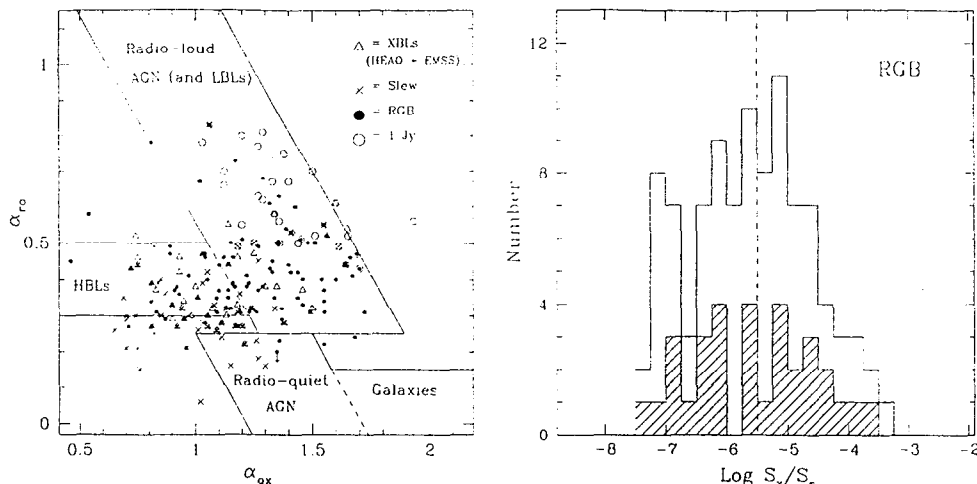 Radio-loud
AGN (and LBLs)
△ = XBLs
(HEAO + EMSS)
× = Slew
● = RGB
○ = 1 Jy
HBLs
Radio-quiet
AGN
Galaxies
1
0.5
0
0.5
1
1.5
2
α_ro
α_ox
RGB
12
8
4
0
-8
-7
-6
-5
-4
-3
-2
Number
Log S_x/S_r